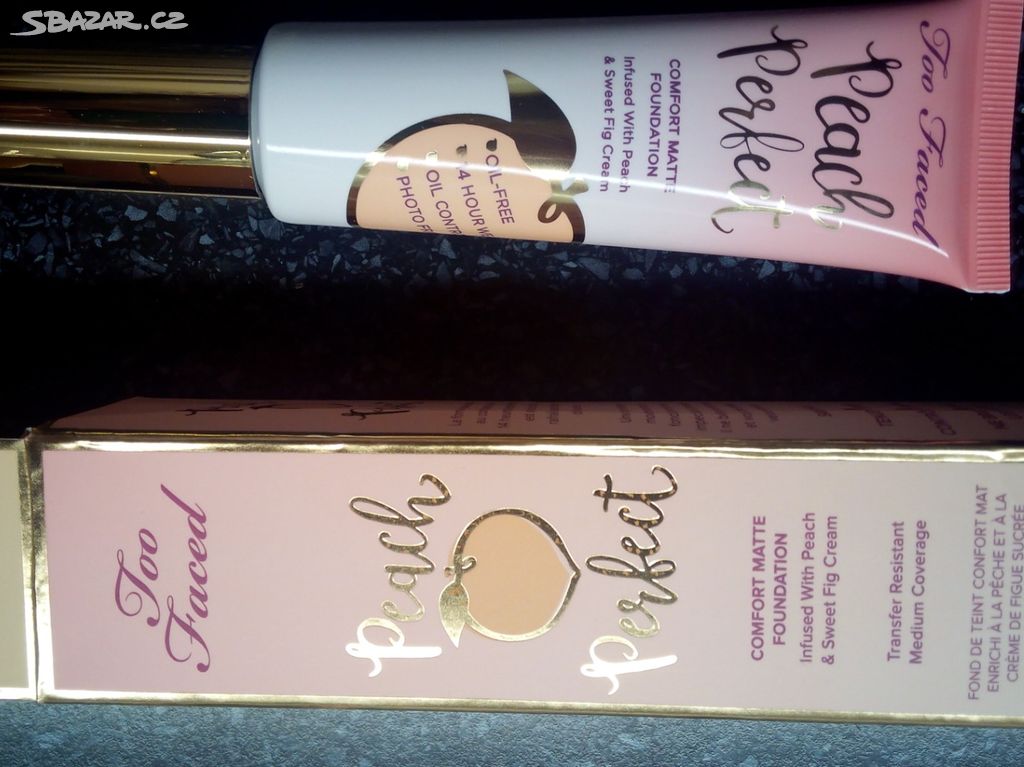 SBAZAR.CZ
Too Faced
Peach
Perfect
COMFORT MATTE
FOUNDATION
Infused With Peach
& Sweet Fig Cream
OIL-FREE
OIL
Too
Faced
peach
perfect
COMFORT MATTE
FOUNDATION
Infused With Peach
& Sweet Fig Cream
Transfer Resistant
Medium Coverage
FOND DE TEINT CONFORT MAT
ENRICHI À LA PÊCHE ET À LA
CRÈME DE FIGUE SUCRÉE